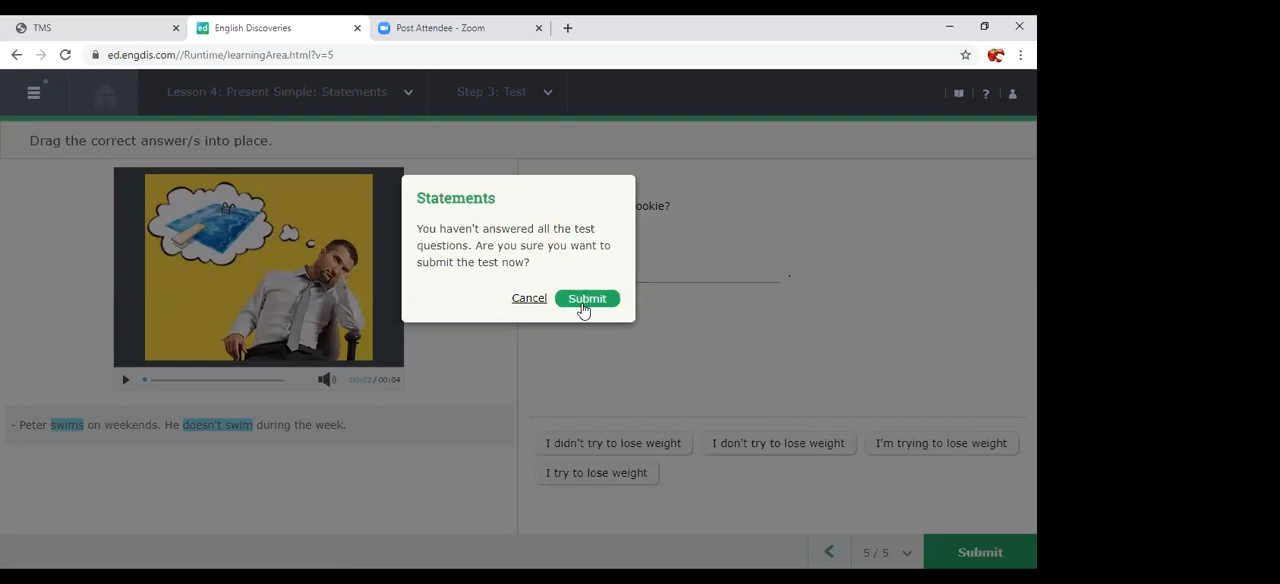 TMS
English Discoveries
Post Attendee - Zoom
ed.engdis.com//Runtime/learningArea.html?v=5
Lesson 4: Present Simple: Statements
Step 3: Test
?
Drag the correct answer/s into place.
ookie?
.
Statements
You haven't answered all the test
questions. Are you sure you want to
submit the test now?
Cancel
Submit
00:02 / 00:04
- Peter swims on weekends. He doesn't swim during the week.
I didn't try to lose weight
I don't try to lose weight
I'm trying to lose weight
I try to lose weight
5 / 5
Submit